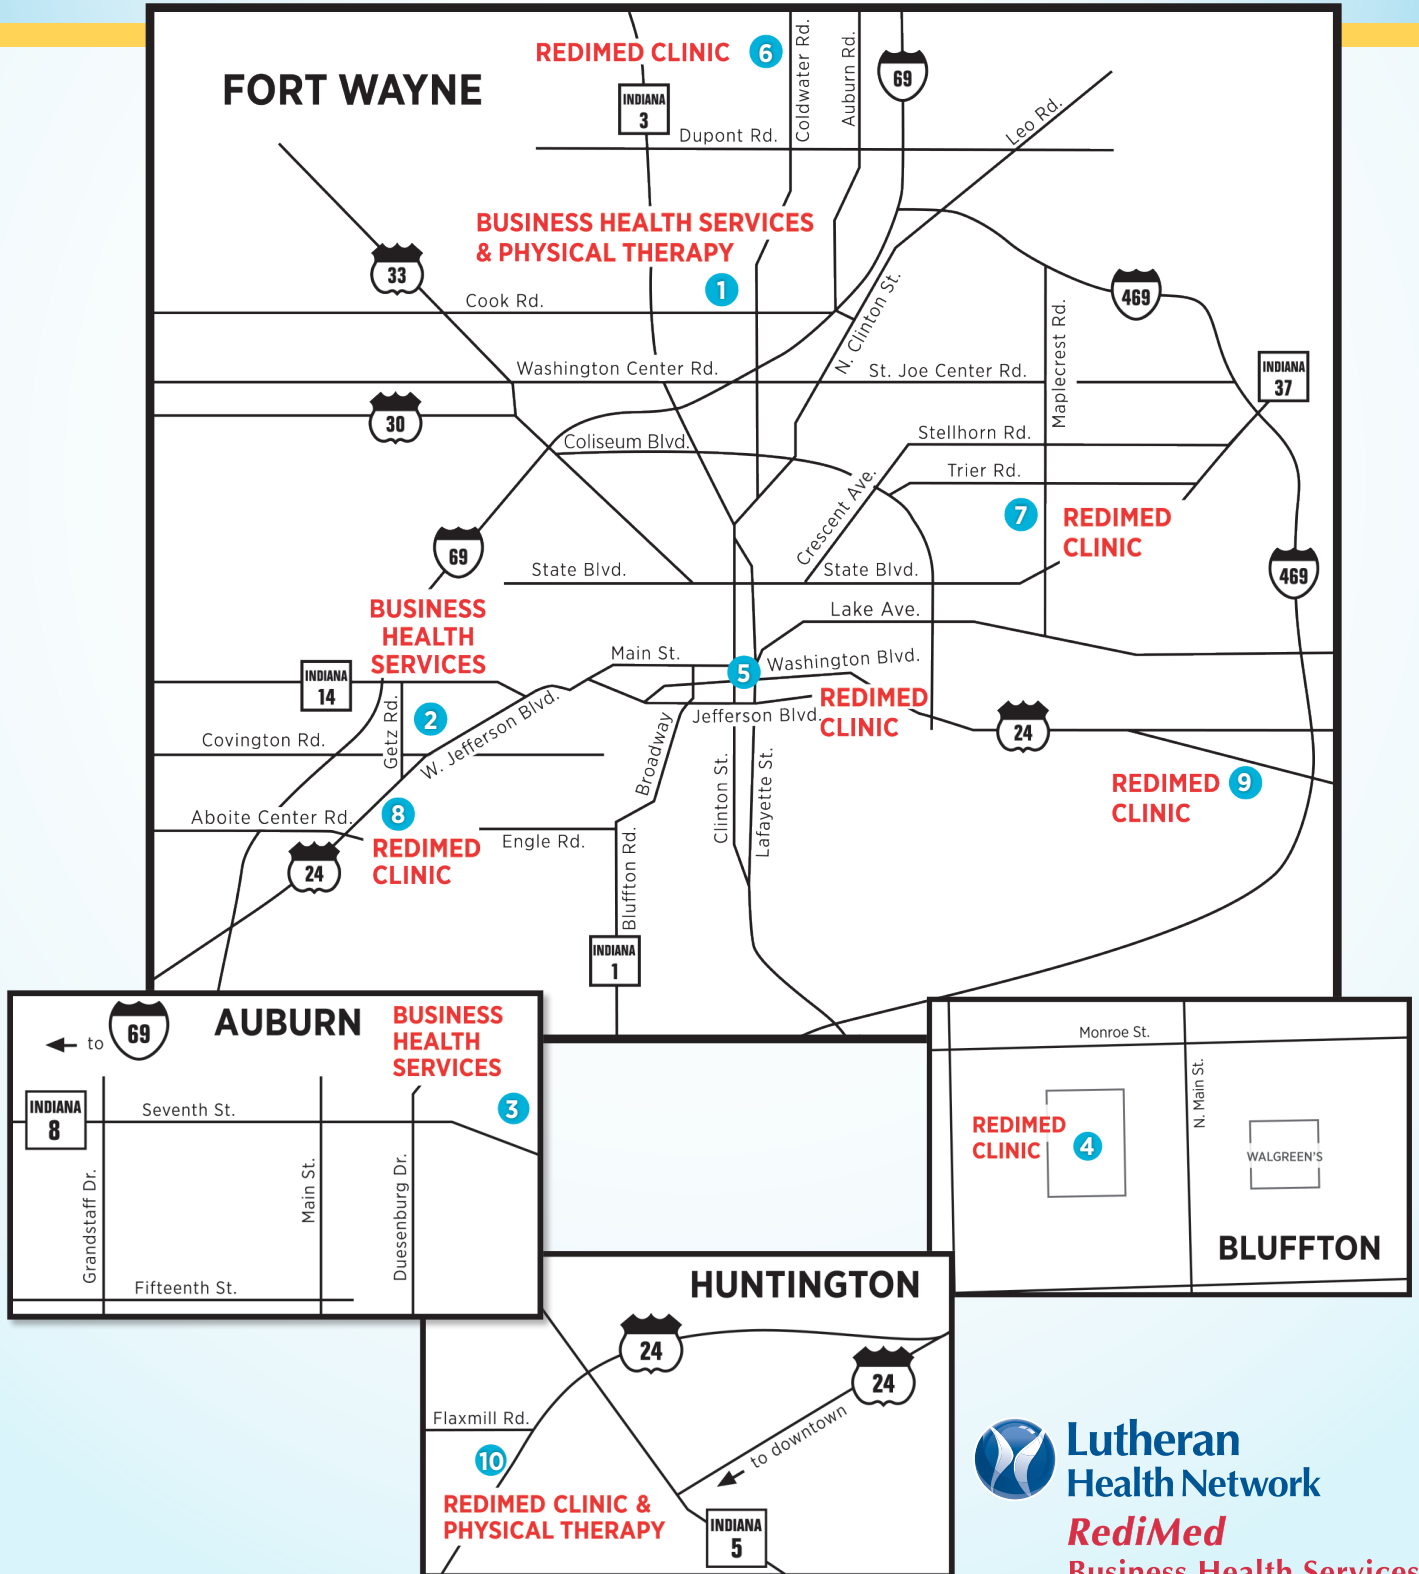 FORT WAYNE
REDIMED CLINIC 6
Coldwater Rd.
Auburn Rd.
69
INDIANA
3
Dupont Rd.
Leo Rd.
BUSINESS HEALTH SERVICES
& PHYSICAL THERAPY
1
33
Cook Rd.
N. Clinton St.
469
Maplecrest Rd.
Washington Center Rd.
St. Joe Center Rd.
INDIANA
37
30
Coliseum Blvd.
Stellhorn Rd.
Trier Rd.
Crescent Ave.
7
REDIMED
CLINIC
69
State Blvd.
State Blvd.
469
BUSINESS
HEALTH
SERVICES
Lake Ave.
Main St.
5
Washington Blvd.
INDIANA
14
Getz Rd.
2
W. Jefferson Blvd.
Broadway
Jefferson Blvd.
REDIMED
CLINIC
24
Covington Rd.
Clinton St.
Lafayette St.
REDIMED 9
CLINIC
Aboite Center Rd.
8
REDIMED
CLINIC
Engle Rd.
Bluffton Rd.
24
INDIANA
1
AUBURN
to
69
BUSINESS
HEALTH
SERVICES
3
INDIANA
8
Seventh St.
Grandstaff Dr.
Main St.
Duesenburg Dr.
Fifteenth St.
Monroe St.
N. Main St.
REDIMED
CLINIC
4
WALGREEN'S
BLUFFTON
HUNTINGTON
24
24
Flaxmill Rd.
to downtown
10
REDIMED CLINIC &
PHYSICAL THERAPY
INDIANA
5
Lutheran
Health Network
RediMed
Business Health Services